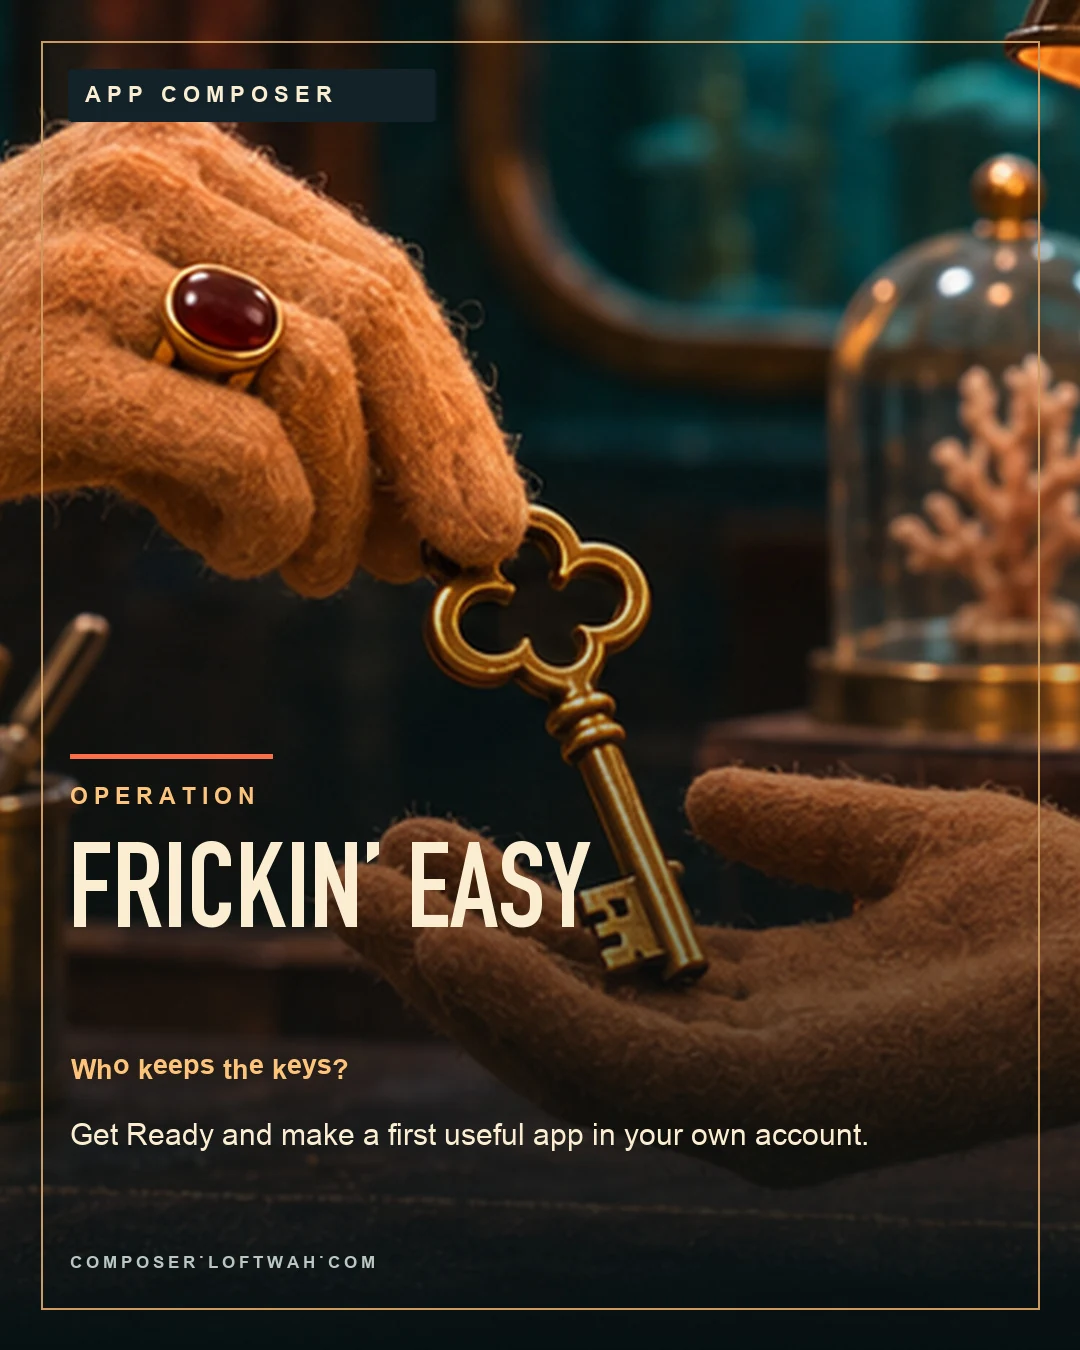 APP COMPOSER
OPERATION
FRICKIN’ EASY
Who keeps the keys?
Get Ready and make a first useful app in your own account.
COMPOSER˙LOFTWAH˙COM